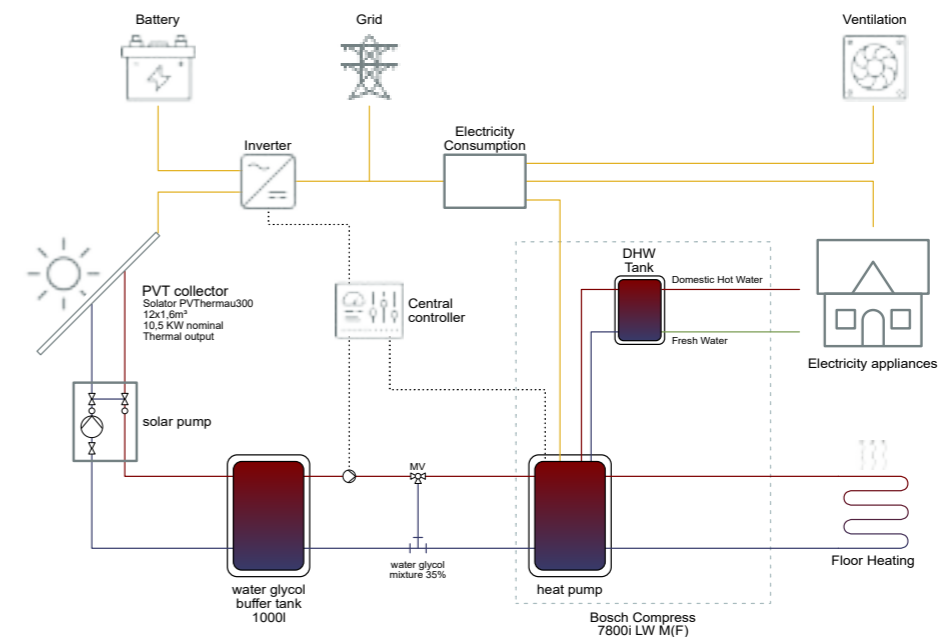 Battery
Grid
Ventilation
Inverter
Electricity
Consumption
PVT collector
Solator PVThermau300
12x1,6m³
10,5 KW nominal
Thermal output
Central
controller
DHW
Tank
Domestic Hot Water
Fresh Water
Electricity appliances
solar pump
MV
water glycol
mixture 35%
Floor Heating
water glycol
buffer tank
1000l
heat pump
Bosch Compress
7800i LW M(F)